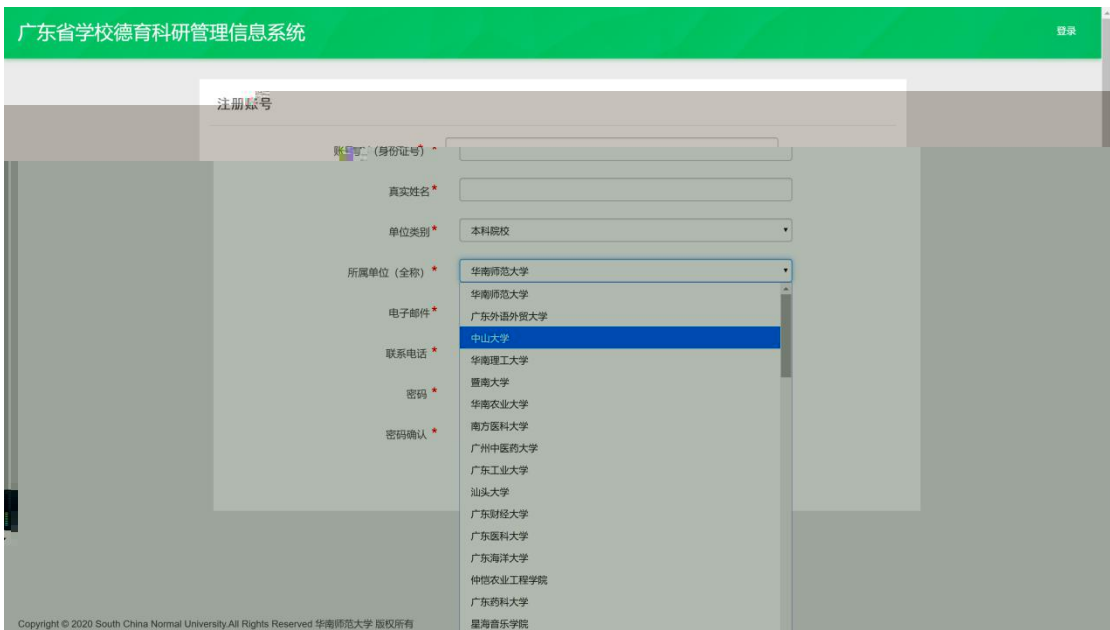 广东省学校德育科研管理信息系统
登录
注册账号
(身份证号) *
真实姓名*
单位类别* 本科院校
所属单位（全称） * 华南师范大学
华南师范大学
电子邮件*
广东外语外贸大学
中山大学
联系电话 *
华南理工大学
暨南大学
密码 *
华南农业大学
南方医科大学
密码确认 *
广州中医药大学
广东工业大学
汕头大学
广东财经大学
广东医科大学
广东海洋大学
仲恺农业工程学院
广东药科大学
星海音乐学院
Copyright © 2020 South China Normal University.All Rights Reserved 华南师范大学 版权所有